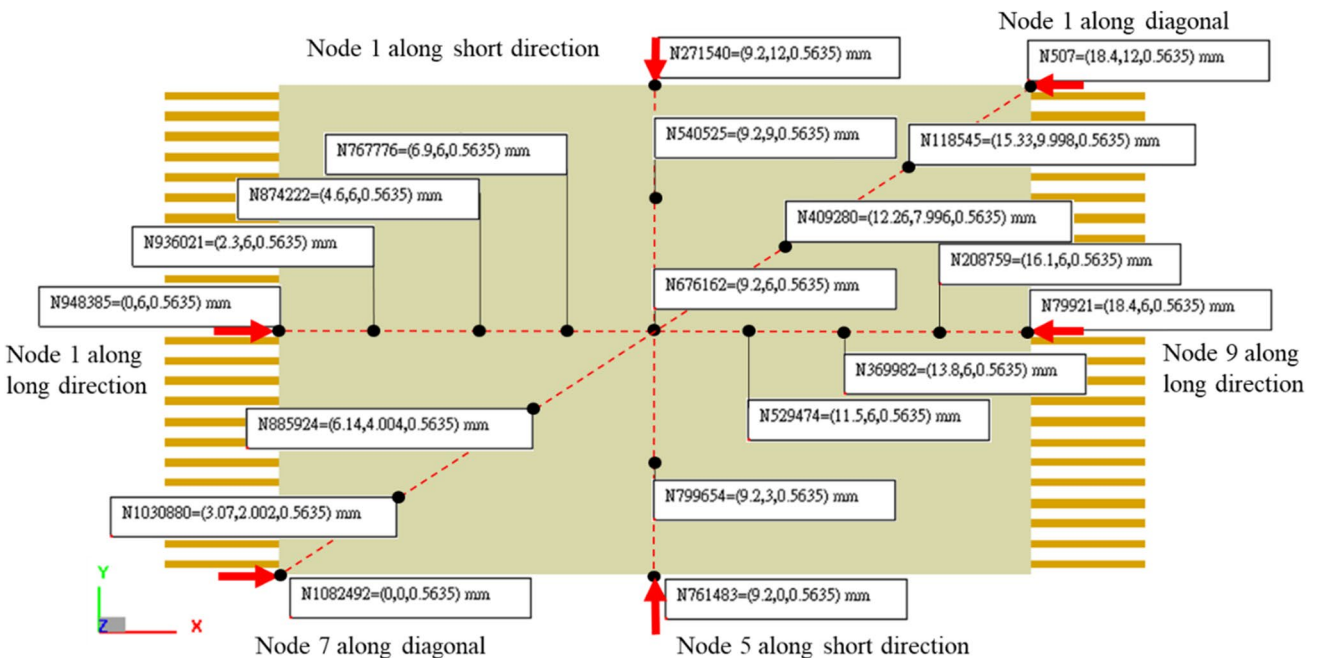 Node 1 along diagonal
Node 1 along short direction
N271540=(9.2,12,0.5635) mm
N507=(18.4,12,0.5635) mm
N540525=(9.2,9,0.5635) mm
N118545=(15.33,9.998,0.5635) mm
N767776=(6.9,6,0.5635) mm
N874222=(4.6,6,0.5635) mm
N409280=(12.26,7.996,0.5635) mm
N936021=(2.3,6,0.5635) mm
N208759=(16.1,6,0.5635) mm
N676162=(9.2,6,0.5635) mm
N948385=(0,6,0.5635) mm
N79921=(18.4,6,0.5635) mm
Node 1 along
long direction
Node 9 along
long direction
N369982=(13.8,6,0.5635) mm
N529474=(11.5,6,0.5635) mm
N885924=(6.14,4.004,0.5635) mm
N799654=(9.2,3,0.5635) mm
N1030880=(3.07,2.002,0.5635) mm
Y
Z
X
N1082492=(0,0,0.5635) mm
N761483=(9.2,0,0.5635) mm
Node 7 along diagonal
Node 5 along short direction